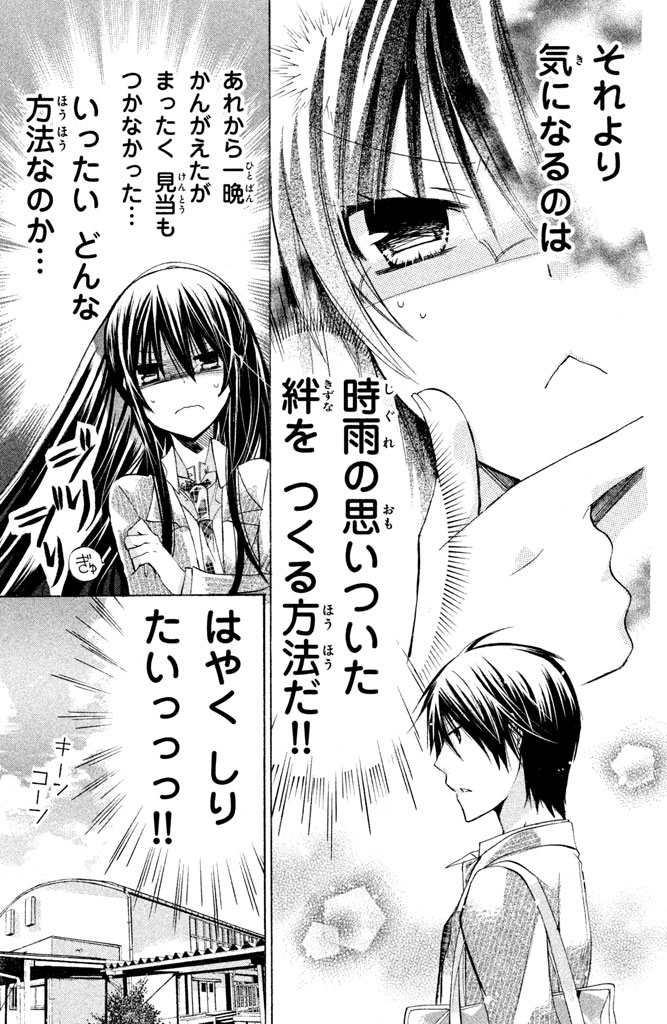 それより
気になるのは
時雨の思いついた
絆を つくる方法だ!!
あれから一晩
かんがえたが
まったく 見当も
つかなかった…
いったい どんな
方法なのか…
ブツ
ブツ
ぎゅ
はやく しり
たいっっっ!!
キーン
コーン